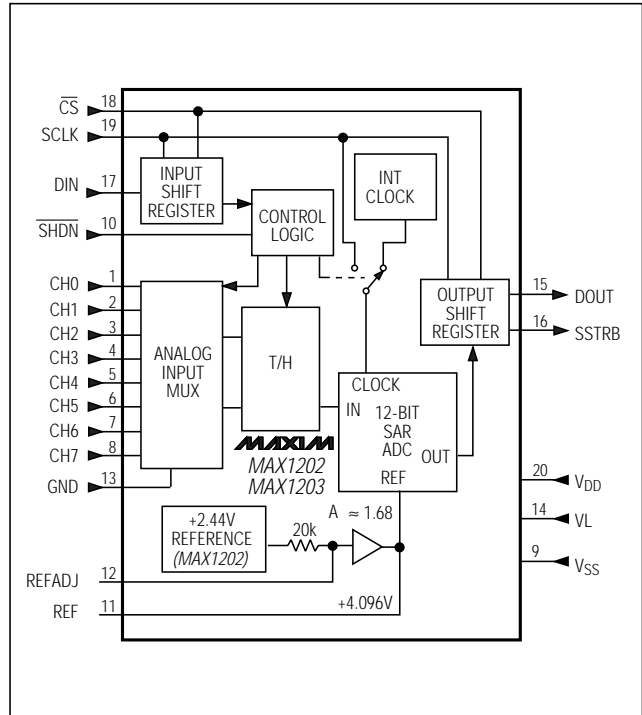 CS
18
SCLK
19
DIN
17
SHDN
10
INPUT
SHIFT
REGISTER
CONTROL
LOGIC
INT
CLOCK
CH0
1
CH1
2
CH2
3
CH3
4
CH4
5
CH5
6
CH6
7
CH7
8
GND
13
ANALOG
INPUT
MUX
T/H
OUTPUT
SHIFT
REGISTER
15
DOUT
16
SSTRB
CLOCK
IN
12-BIT
SAR
ADC
OUT
REF
MAXIM
MAX1202
MAX1203
20
VDD
14
VL
9
VSS
+2.44V
REFERENCE
(MAX1202)
20k
A ≈ 1.68
REFADJ
12
REF
11
+4.096V